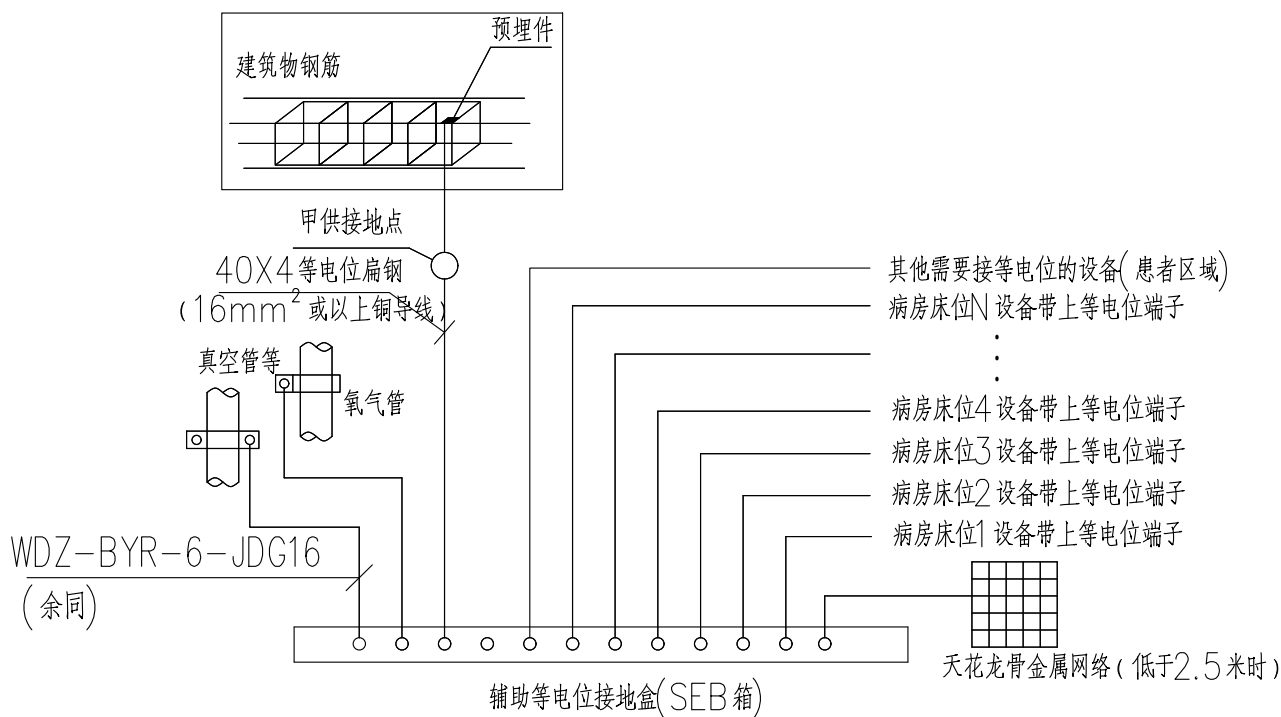 预埋件
建筑物钢筋
甲供接地点
40X4等电位扁钢
(16mm²或以上铜导线)
其他需要接等电位的设备(患者区域)
病房床位N设备带上等电位端子
真空管等
氧气管
病房床位4设备带上等电位端子
病房床位3设备带上等电位端子
病房床位2设备带上等电位端子
病房床位1设备带上等电位端子
WDZ-BYR-6-JDG16
(余同)
天花龙骨金属网络(低于2.5米时)
辅助等电位接地盒(SEB箱)